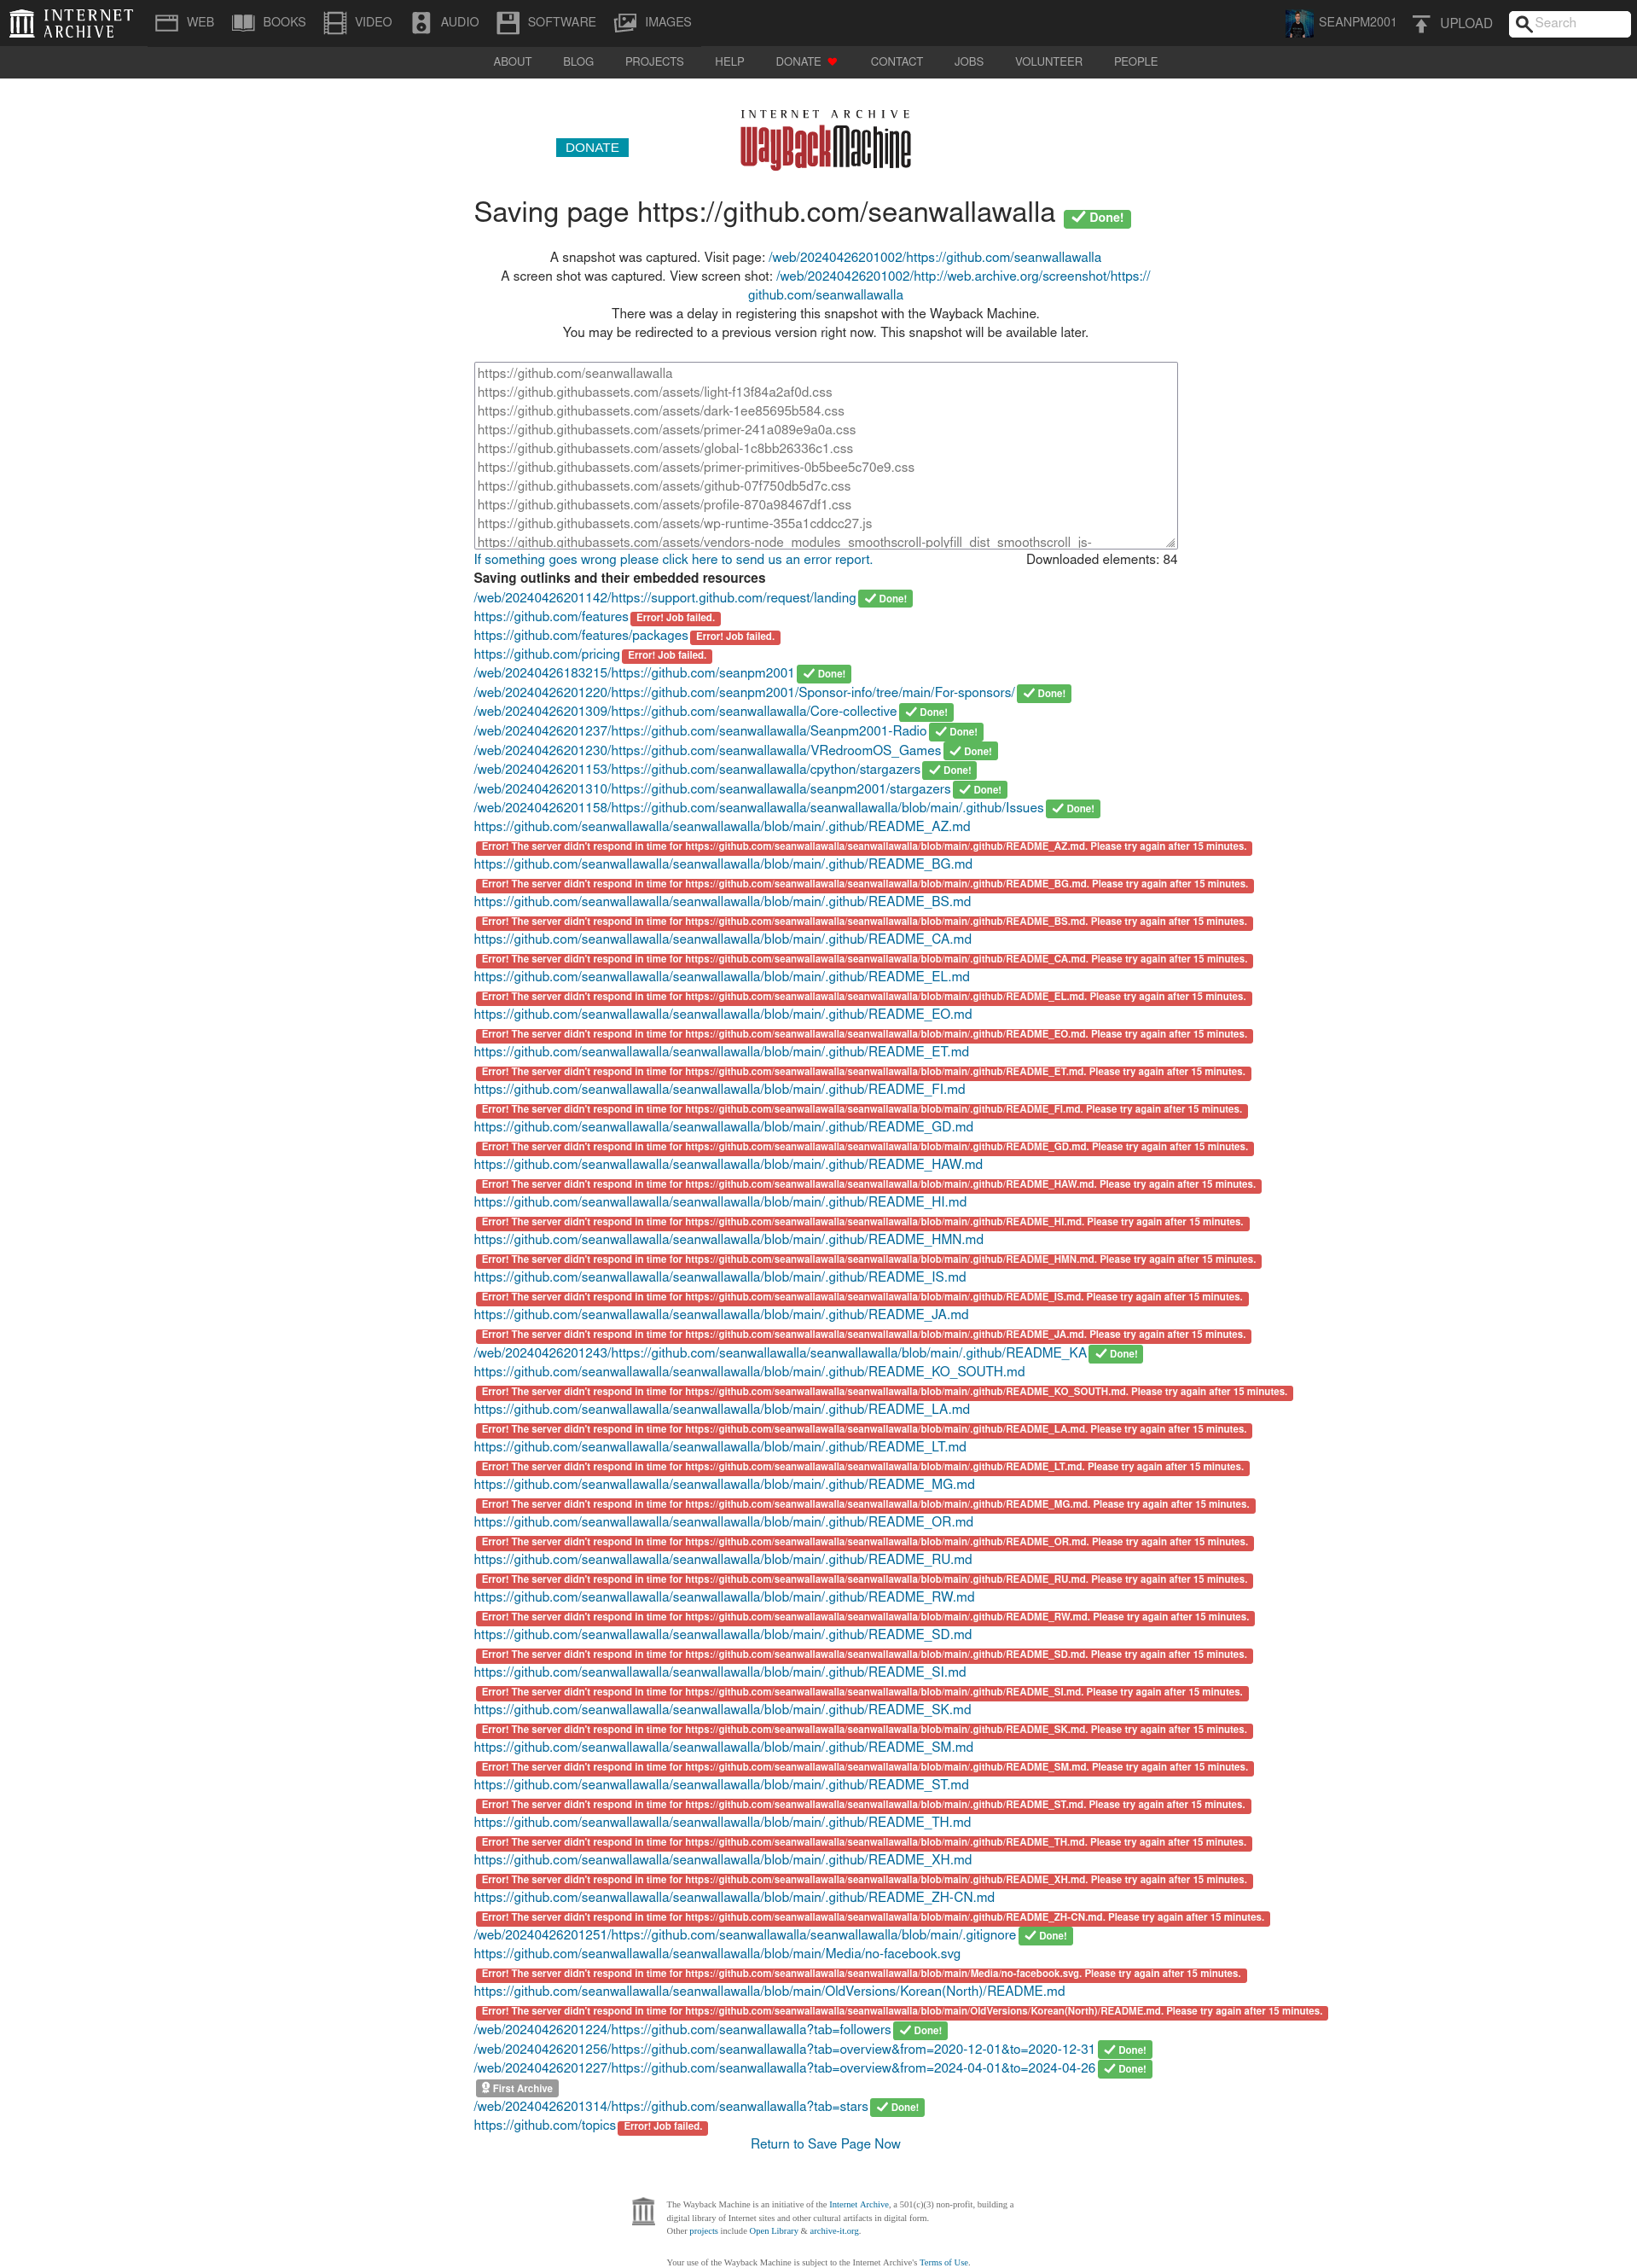 INTERNET ARCHIVE
WEB BOOKS VIDEO AUDIO SOFTWARE IMAGES SEANPM2001 UPLOAD Search
ABOUT BLOG PROJECTS HELP DONATE CONTACT JOBS VOLUNTEER PEOPLE
INTERNET ARCHIVE
WayBackMachine
DONATE
Saving page https://github.com/seanwallawalla Done!
A snapshot was captured. Visit page: /web/20240426201002/https://github.com/seanwallawalla
A screen shot was captured. View screen shot: /web/20240426201002/http://web.archive.org/screenshot/https://
github.com/seanwallawalla
There was a delay in registering this snapshot with the Wayback Machine.
You may be redirected to a previous version right now. This snapshot will be available later.
https://github.com/seanwallawalla
https://github.githubassets.com/assets/light-f13f84a2af0d.css
https://github.githubassets.com/assets/dark-1ee85695b584.css
https://github.githubassets.com/assets/primer-241a089e9a0a.css
https://github.githubassets.com/assets/global-1c8bb26336c1.css
https://github.githubassets.com/assets/primer-primitives-0b5bee5c70e9.css
https://github.githubassets.com/assets/github-07f750db5d7c.css
https://github.githubassets.com/assets/profile-870a98467df1.css
https://github.githubassets.com/assets/wp-runtime-355a1cddcc27.js
https://github.githubassets.com/assets/vendors-node_modules_smoothscroll-polyfill_dist_smoothscroll_js-
If something goes wrong please click here to send us an error report. Downloaded elements: 84
Saving outlinks and their embedded resources
/web/20240426201142/https://support.github.com/request/landing Done!
https://github.com/features Error! Job failed.
https://github.com/features/packages Error! Job failed.
https://github.com/pricing Error! Job failed.
/web/20240426183215/https://github.com/seanpm2001 Done!
/web/20240426201220/https://github.com/seanpm2001/Sponsor-info/tree/main/For-sponsors/ Done!
/web/20240426201309/https://github.com/seanwallawalla/Core-collective Done!
/web/20240426201237/https://github.com/seanwallawalla/Seanpm2001-Radio Done!
/web/20240426201230/https://github.com/seanwallawalla/VRedroomOS_Games Done!
/web/20240426201153/https://github.com/seanwallawalla/cpython/stargazers Done!
/web/20240426201310/https://github.com/seanwallawalla/seanpm2001/stargazers Done!
/web/20240426201158/https://github.com/seanwallawalla/seanwallawalla/blob/main/.github/Issues Done!
https://github.com/seanwallawalla/seanwallawalla/blob/main/.github/README_AZ.md
Error! The server didn't respond in time for https://github.com/seanwallawalla/seanwallawalla/blob/main/.github/README_AZ.md. Please try again after 15 minutes.
https://github.com/seanwallawalla/seanwallawalla/blob/main/.github/README_BG.md
Error! The server didn't respond in time for https://github.com/seanwallawalla/seanwallawalla/blob/main/.github/README_BG.md. Please try again after 15 minutes.
https://github.com/seanwallawalla/seanwallawalla/blob/main/.github/README_BS.md
Error! The server didn't respond in time for https://github.com/seanwallawalla/seanwallawalla/blob/main/.github/README_BS.md. Please try again after 15 minutes.
https://github.com/seanwallawalla/seanwallawalla/blob/main/.github/README_CA.md
Error! The server didn't respond in time for https://github.com/seanwallawalla/seanwallawalla/blob/main/.github/README_CA.md. Please try again after 15 minutes.
https://github.com/seanwallawalla/seanwallawalla/blob/main/.github/README_EL.md
Error! The server didn't respond in time for https://github.com/seanwallawalla/seanwallawalla/blob/main/.github/README_EL.md. Please try again after 15 minutes.
https://github.com/seanwallawalla/seanwallawalla/blob/main/.github/README_EO.md
Error! The server didn't respond in time for https://github.com/seanwallawalla/seanwallawalla/blob/main/.github/README_EO.md. Please try again after 15 minutes.
https://github.com/seanwallawalla/seanwallawalla/blob/main/.github/README_ET.md
Error! The server didn't respond in time for https://github.com/seanwallawalla/seanwallawalla/blob/main/.github/README_ET.md. Please try again after 15 minutes.
https://github.com/seanwallawalla/seanwallawalla/blob/main/.github/README_FI.md
Error! The server didn't respond in time for https://github.com/seanwallawalla/seanwallawalla/blob/main/.github/README_FI.md. Please try again after 15 minutes.
https://github.com/seanwallawalla/seanwallawalla/blob/main/.github/README_GD.md
Error! The server didn't respond in time for https://github.com/seanwallawalla/seanwallawalla/blob/main/.github/README_GD.md. Please try again after 15 minutes.
https://github.com/seanwallawalla/seanwallawalla/blob/main/.github/README_HAW.md
Error! The server didn't respond in time for https://github.com/seanwallawalla/seanwallawalla/blob/main/.github/README_HAW.md. Please try again after 15 minutes.
https://github.com/seanwallawalla/seanwallawalla/blob/main/.github/README_HI.md
Error! The server didn't respond in time for https://github.com/seanwallawalla/seanwallawalla/blob/main/.github/README_HI.md. Please try again after 15 minutes.
https://github.com/seanwallawalla/seanwallawalla/blob/main/.github/README_HMN.md
Error! The server didn't respond in time for https://github.com/seanwallawalla/seanwallawalla/blob/main/.github/README_HMN.md. Please try again after 15 minutes.
https://github.com/seanwallawalla/seanwallawalla/blob/main/.github/README_IS.md
Error! The server didn't respond in time for https://github.com/seanwallawalla/seanwallawalla/blob/main/.github/README_IS.md. Please try again after 15 minutes.
https://github.com/seanwallawalla/seanwallawalla/blob/main/.github/README_JA.md
Error! The server didn't respond in time for https://github.com/seanwallawalla/seanwallawalla/blob/main/.github/README_JA.md. Please try again after 15 minutes.
/web/20240426201243/https://github.com/seanwallawalla/seanwallawalla/blob/main/.github/README_KA Done!
https://github.com/seanwallawalla/seanwallawalla/blob/main/.github/README_KO_SOUTH.md
Error! The server didn't respond in time for https://github.com/seanwallawalla/seanwallawalla/blob/main/.github/README_KO_SOUTH.md. Please try again after 15 minutes.
https://github.com/seanwallawalla/seanwallawalla/blob/main/.github/README_LA.md
Error! The server didn't respond in time for https://github.com/seanwallawalla/seanwallawalla/blob/main/.github/README_LA.md. Please try again after 15 minutes.
https://github.com/seanwallawalla/seanwallawalla/blob/main/.github/README_LT.md
Error! The server didn't respond in time for https://github.com/seanwallawalla/seanwallawalla/blob/main/.github/README_LT.md. Please try again after 15 minutes.
https://github.com/seanwallawalla/seanwallawalla/blob/main/.github/README_MG.md
Error! The server didn't respond in time for https://github.com/seanwallawalla/seanwallawalla/blob/main/.github/README_MG.md. Please try again after 15 minutes.
https://github.com/seanwallawalla/seanwallawalla/blob/main/.github/README_OR.md
Error! The server didn't respond in time for https://github.com/seanwallawalla/seanwallawalla/blob/main/.github/README_OR.md. Please try again after 15 minutes.
https://github.com/seanwallawalla/seanwallawalla/blob/main/.github/README_RU.md
Error! The server didn't respond in time for https://github.com/seanwallawalla/seanwallawalla/blob/main/.github/README_RU.md. Please try again after 15 minutes.
https://github.com/seanwallawalla/seanwallawalla/blob/main/.github/README_RW.md
Error! The server didn't respond in time for https://github.com/seanwallawalla/seanwallawalla/blob/main/.github/README_RW.md. Please try again after 15 minutes.
https://github.com/seanwallawalla/seanwallawalla/blob/main/.github/README_SD.md
Error! The server didn't respond in time for https://github.com/seanwallawalla/seanwallawalla/blob/main/.github/README_SD.md. Please try again after 15 minutes.
https://github.com/seanwallawalla/seanwallawalla/blob/main/.github/README_SI.md
Error! The server didn't respond in time for https://github.com/seanwallawalla/seanwallawalla/blob/main/.github/README_SI.md. Please try again after 15 minutes.
https://github.com/seanwallawalla/seanwallawalla/blob/main/.github/README_SK.md
Error! The server didn't respond in time for https://github.com/seanwallawalla/seanwallawalla/blob/main/.github/README_SK.md. Please try again after 15 minutes.
https://github.com/seanwallawalla/seanwallawalla/blob/main/.github/README_SM.md
Error! The server didn't respond in time for https://github.com/seanwallawalla/seanwallawalla/blob/main/.github/README_SM.md. Please try again after 15 minutes.
https://github.com/seanwallawalla/seanwallawalla/blob/main/.github/README_ST.md
Error! The server didn't respond in time for https://github.com/seanwallawalla/seanwallawalla/blob/main/.github/README_ST.md. Please try again after 15 minutes.
https://github.com/seanwallawalla/seanwallawalla/blob/main/.github/README_TH.md
Error! The server didn't respond in time for https://github.com/seanwallawalla/seanwallawalla/blob/main/.github/README_TH.md. Please try again after 15 minutes.
https://github.com/seanwallawalla/seanwallawalla/blob/main/.github/README_XH.md
Error! The server didn't respond in time for https://github.com/seanwallawalla/seanwallawalla/blob/main/.github/README_XH.md. Please try again after 15 minutes.
https://github.com/seanwallawalla/seanwallawalla/blob/main/.github/README_ZH-CN.md
Error! The server didn't respond in time for https://github.com/seanwallawalla/seanwallawalla/blob/main/.github/README_ZH-CN.md. Please try again after 15 minutes.
/web/20240426201251/https://github.com/seanwallawalla/seanwallawalla/blob/main/.gitignore Done!
https://github.com/seanwallawalla/seanwallawalla/blob/main/Media/no-facebook.svg
Error! The server didn't respond in time for https://github.com/seanwallawalla/seanwallawalla/blob/main/Media/no-facebook.svg. Please try again after 15 minutes.
https://github.com/seanwallawalla/seanwallawalla/blob/main/OldVersions/Korean(North)/README.md
Error! The server didn't respond in time for https://github.com/seanwallawalla/seanwallawalla/blob/main/OldVersions/Korean(North)/README.md. Please try again after 15 minutes.
/web/20240426201224/https://github.com/seanwallawalla?tab=followers Done!
/web/20240426201256/https://github.com/seanwallawalla?tab=overview&from=2020-12-01&to=2020-12-31 Done!
/web/20240426201227/https://github.com/seanwallawalla?tab=overview&from=2024-04-01&to=2024-04-26 Done!
First Archive
/web/20240426201314/https://github.com/seanwallawalla?tab=stars Done!
https://github.com/topics Error! Job failed.
Return to Save Page Now
The Wayback Machine is an initiative of the Internet Archive, a 501(c)(3) non-profit, building a
digital library of Internet sites and other cultural artifacts in digital form.
Other projects include Open Library & archive-it.org.
Your use of the Wayback Machine is subject to the Internet Archive's Terms of Use.